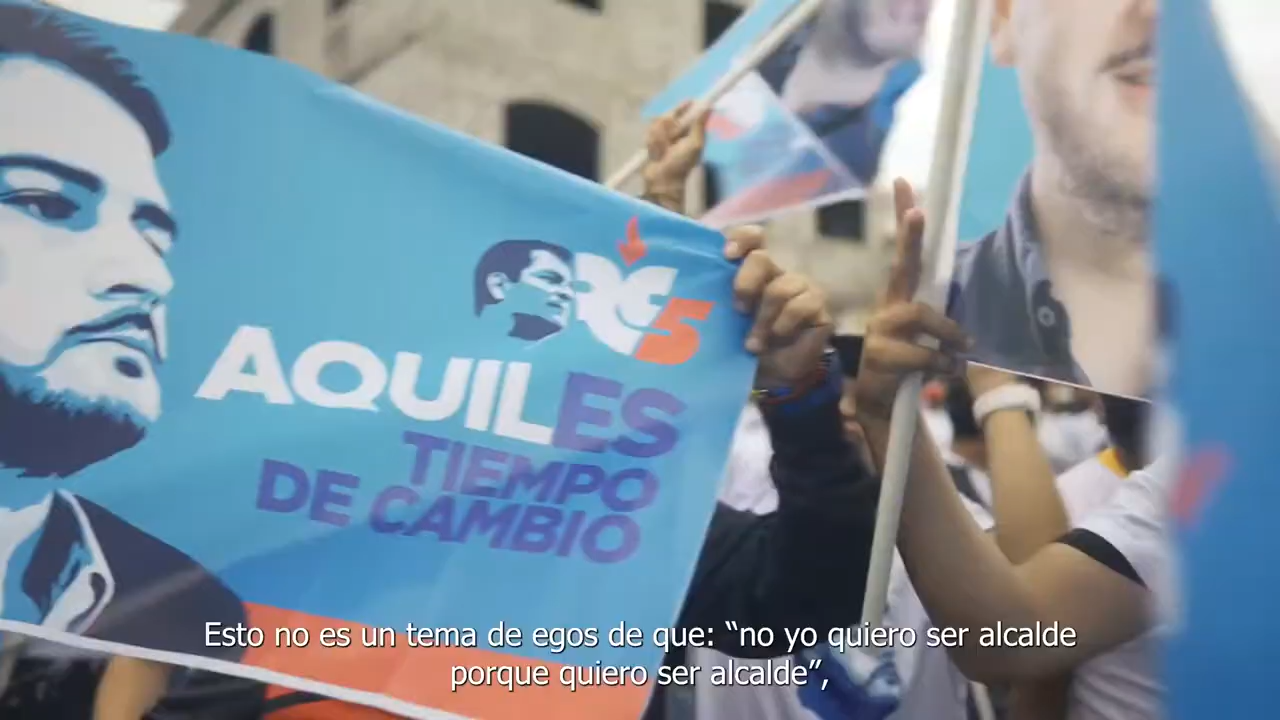 RC5
AQUILES
TIEMPO
DE CAMBIO
Esto no es un tema de egos de que: “no yo quiero ser alcalde
porque quiero ser alcalde”,